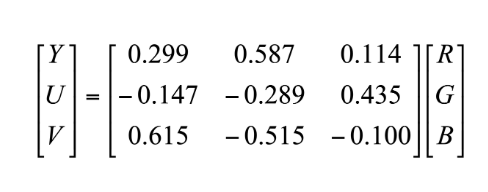 [Y] [0.299 0.587 0.114] [R]
[U] = [-0.147 -0.289 0.435] [G]
[V] [0.615 -0.515 -0.100] [B]